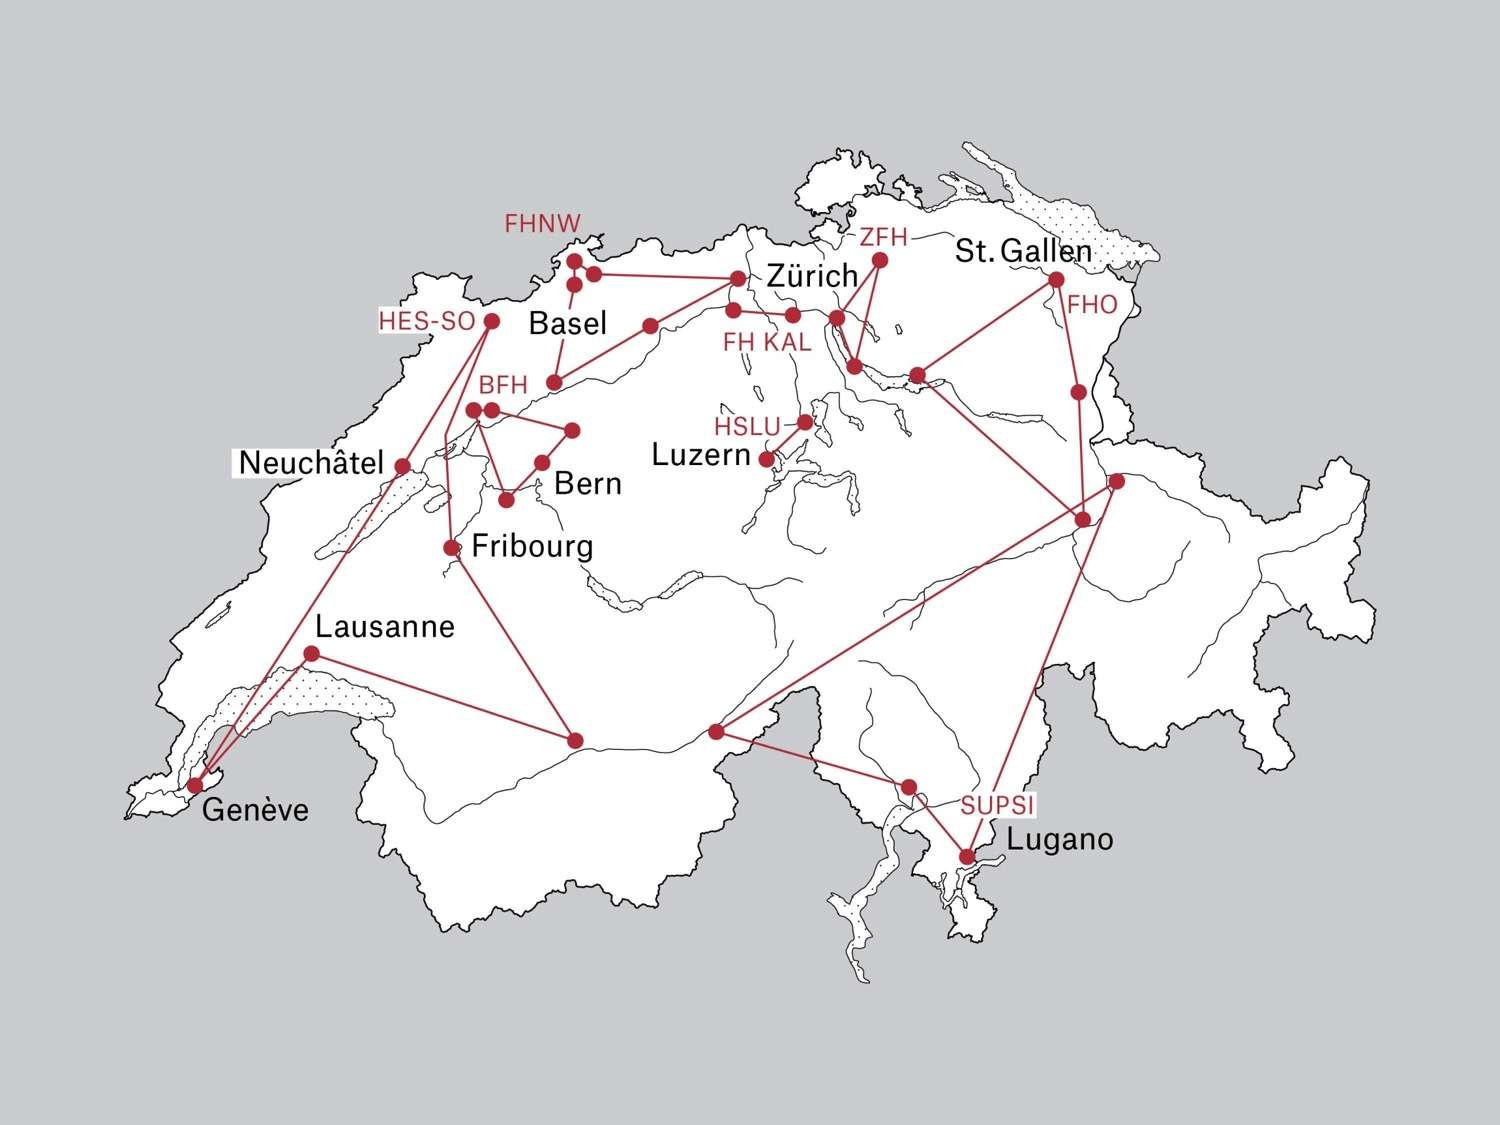 FHNW
ZFH
St. Gallen
Zürich
FHO
HES-SO
Basel
FH KAL
BFH
HSLU
Neuchâtel
Luzern
Bern
Fribourg
Lausanne
SUPSI
Genève
Lugano